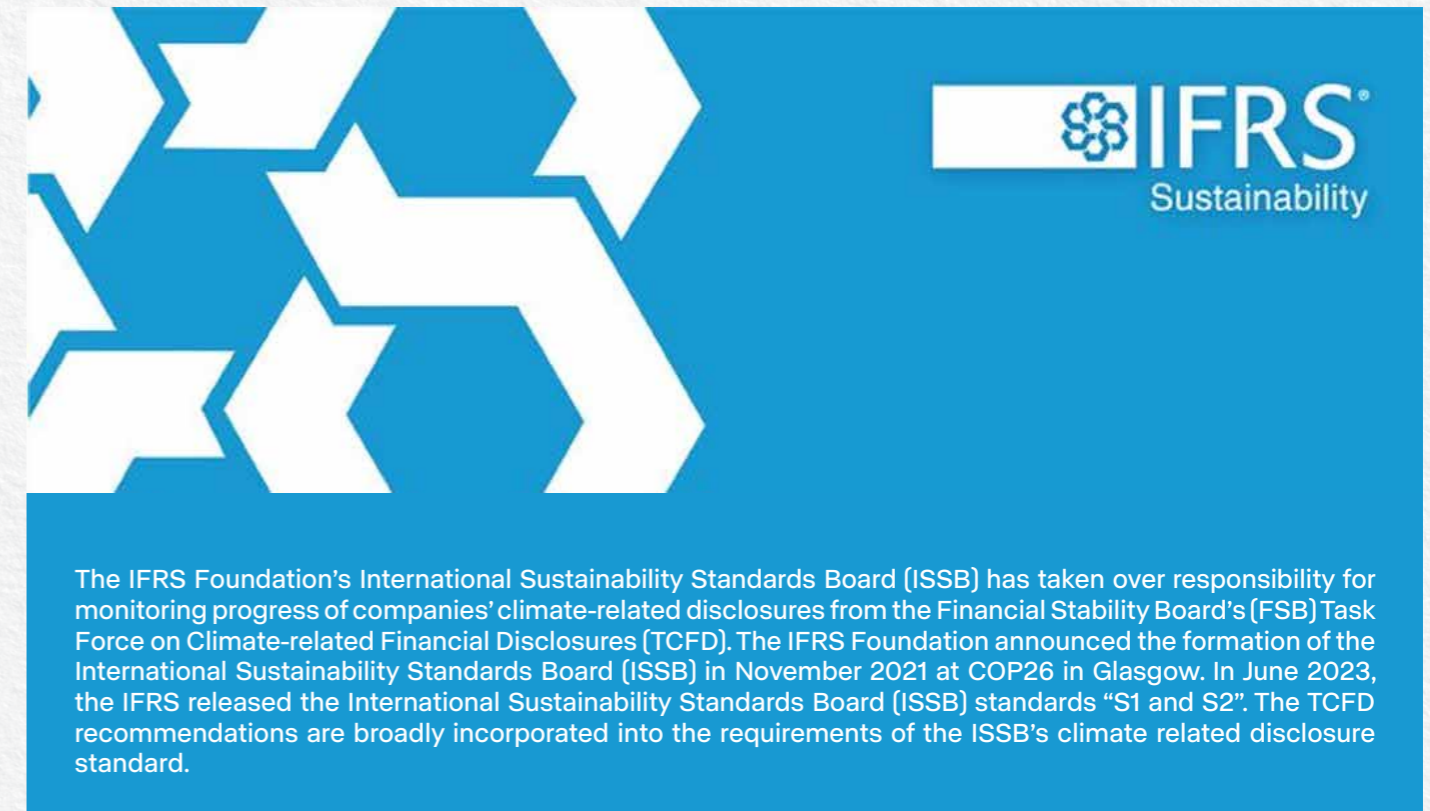 IFRS®
Sustainability
The IFRS Foundation’s International Sustainability Standards Board (ISSB) has taken over responsibility for
monitoring progress of companies’ climate-related disclosures from the Financial Stability Board’s (FSB) Task
Force on Climate-related Financial Disclosures (TCFD). The IFRS Foundation announced the formation of the
International Sustainability Standards Board (ISSB) in November 2021 at COP26 in Glasgow. In June 2023,
the IFRS released the International Sustainability Standards Board (ISSB) standards “S1 and S2”. The TCFD
recommendations are broadly incorporated into the requirements of the ISSB’s climate related disclosure
standard.